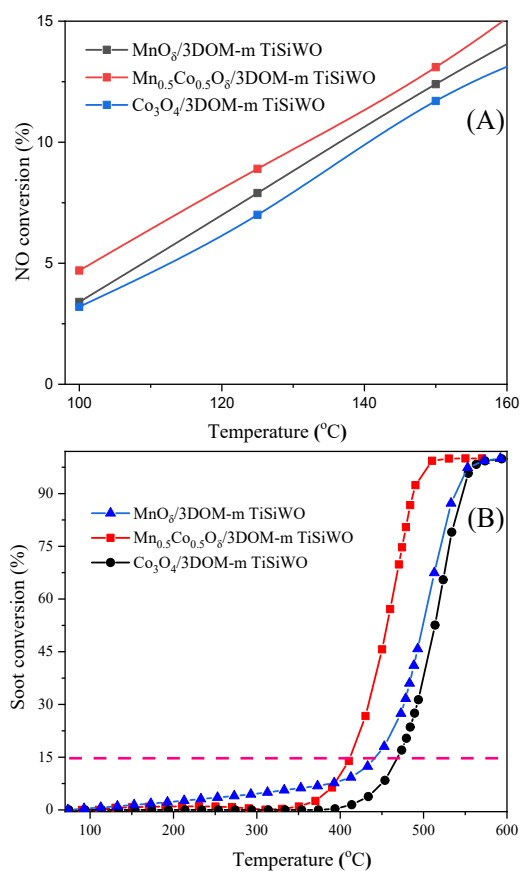 15
10
5
0
NO conversion (%)
MnOδ/3DOM-m TiSiWO
Mn0.5Co0.5Oδ/3DOM-m TiSiWO
Co3O4/3DOM-m TiSiWO
(A)
100 120 140 160
Temperature (°C)
90
75
60
45
30
15
0
Soot conversion (%)
MnOδ/3DOM-m TiSiWO
Mn0.5Co0.5Oδ/3DOM-m TiSiWO
Co3O4/3DOM-m TiSiWO
(B)
100 200 300 400 500 600
Temperature (°C)